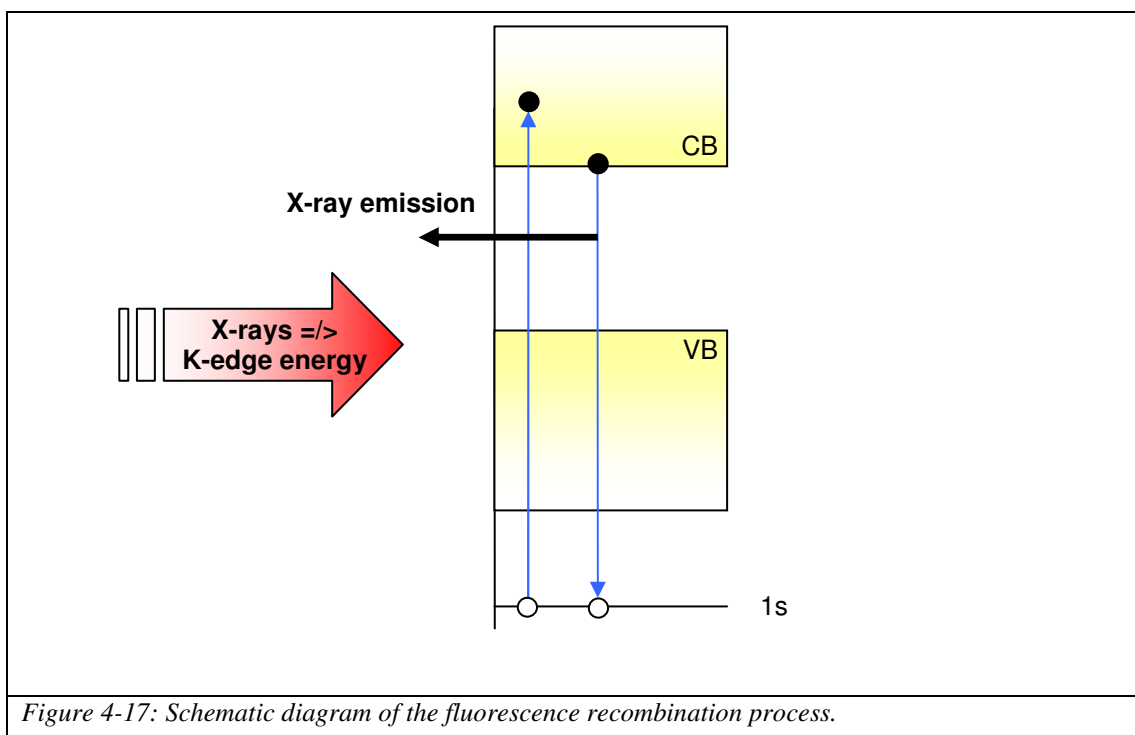 CB
X-ray emission
X-rays =/>
K-edge energy
VB
1s
Figure 4-17: Schematic diagram of the fluorescence recombination process.